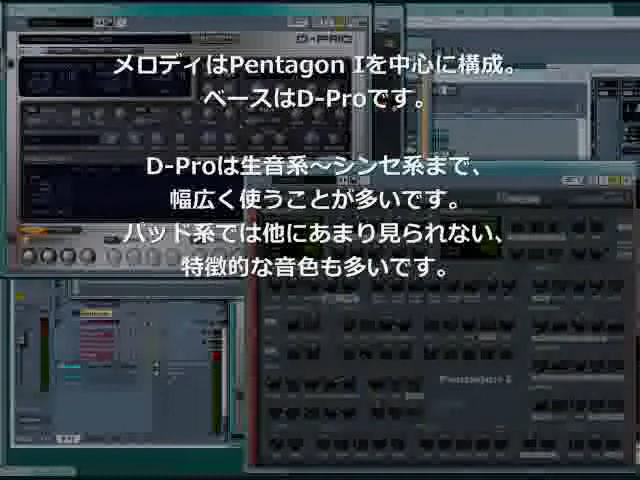 D-PRO
メロディはPentagon Iを中心に構成。
ベースはD-Proです。
D-Proは生音系～シンセ系まで、
幅広く使うことが多いです。
パッド系では他にあまり見られない、
特徴的な音色も多いです。
Pentagon I